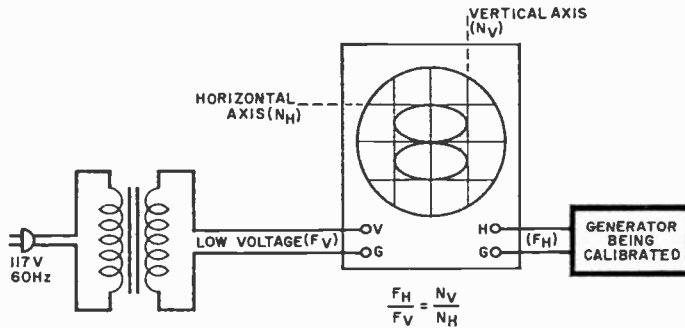 VERTICAL AXIS
(NV)
HORIZONTAL
AXIS(NH)
117V
60Hz
LOW VOLTAGE(FV)
V
G
H
G
(FH)
GENERATOR
BEING
CALIBRATED
FH/FV = NV/NH